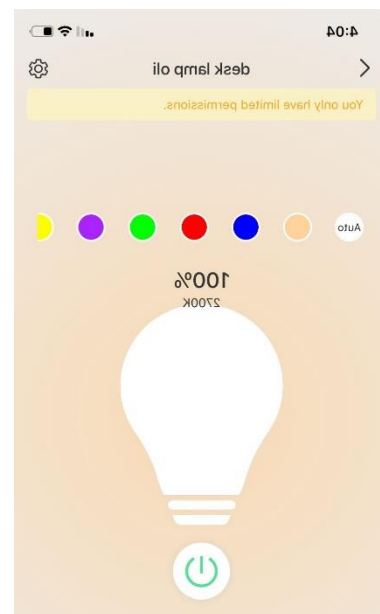 4:04
desk lamp oli
You only have limited permissions.
Auto
100%
2700K